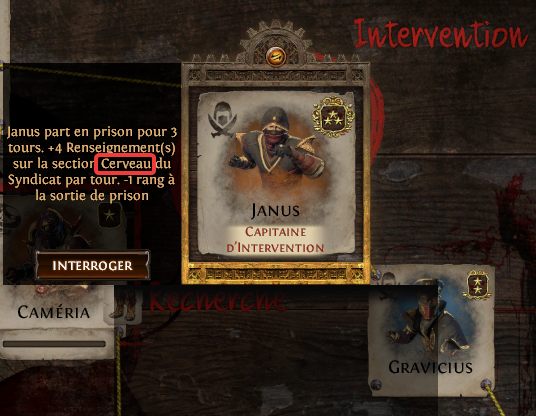 Intervention
Janus part en prison pour 3
tours. +4 Renseignement(s)
sur la section Cerveau du
Syndicat par tour. -1 rang à
la sortie de prison
INTERROGER
JANUS
CAPITAINE
D'INTERVENTION
Recherche
CAMÉRIA
GRAVICIUS